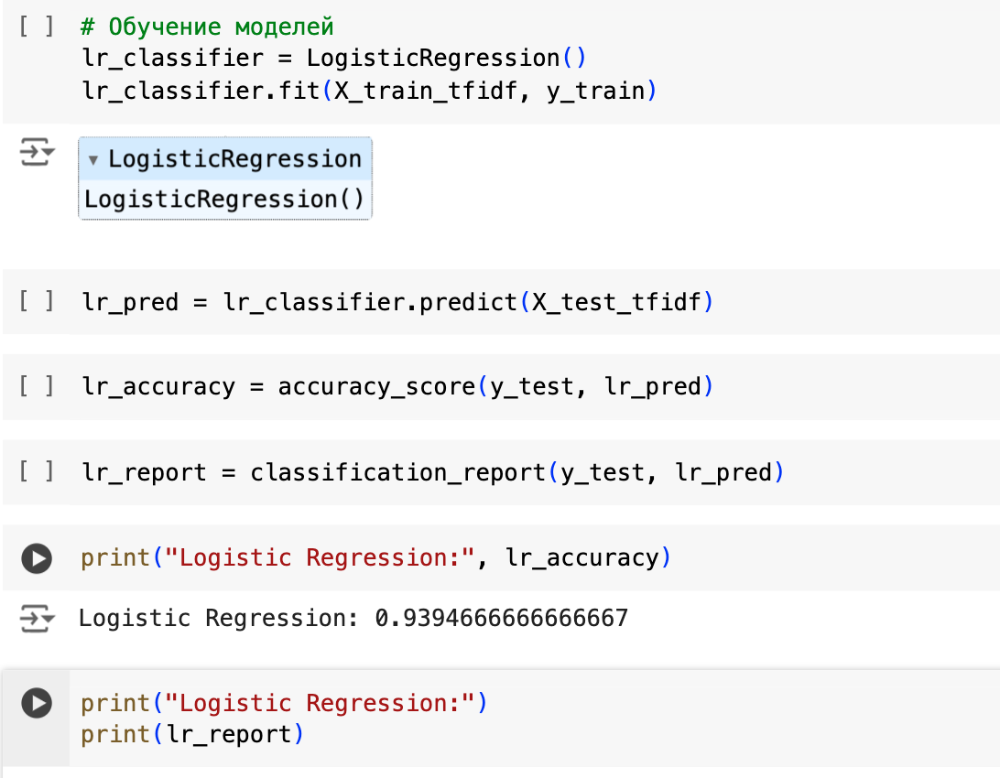 [ ] # Обучение моделей
lr_classifier = LogisticRegression()
lr_classifier.fit(X_train_tfidf, y_train)
▼ LogisticRegression
LogisticRegression()
[ ] lr_pred = lr_classifier.predict(X_test_tfidf)
[ ] lr_accuracy = accuracy_score(y_test, lr_pred)
[ ] lr_report = classification_report(y_test, lr_pred)
print("Logistic Regression:", lr_accuracy)
Logistic Regression: 0.9394666666666667
print("Logistic Regression:")
print(lr_report)